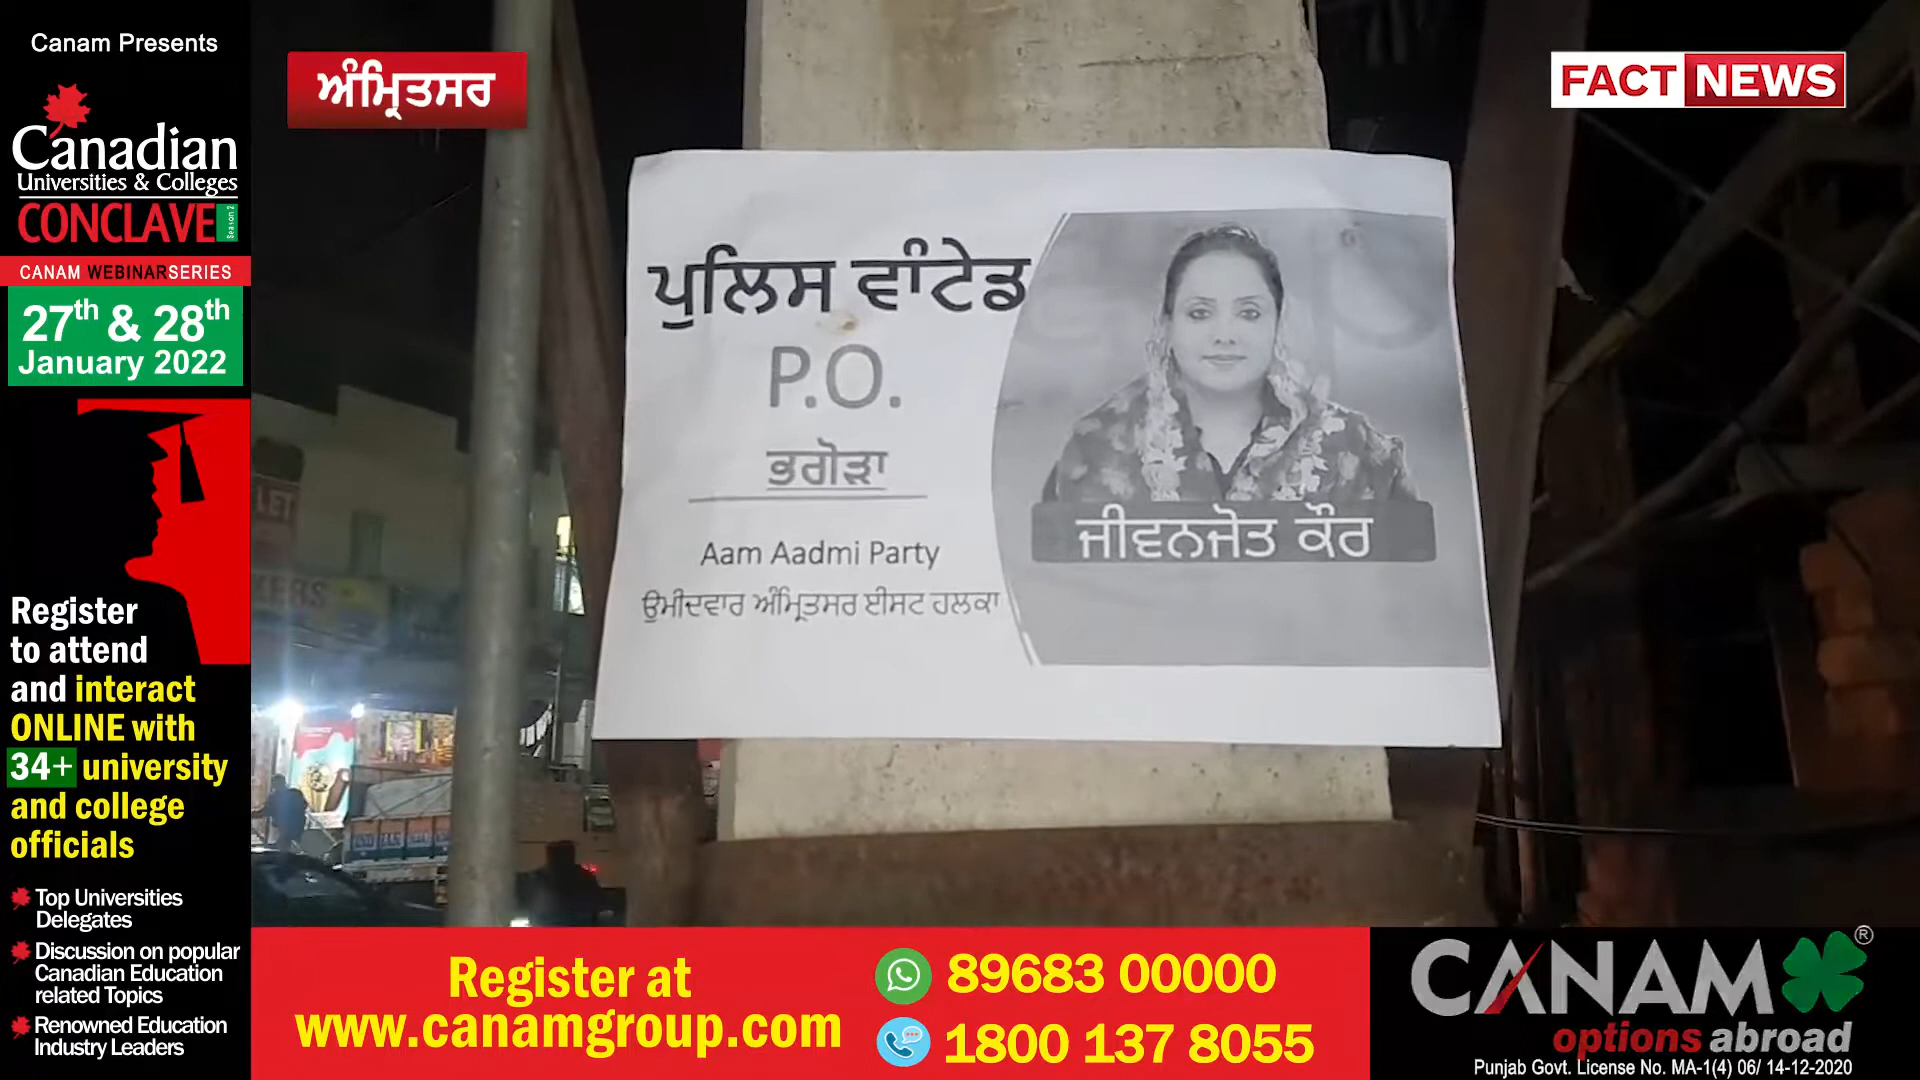 Canam Presents
Canadian
Universities & Colleges
CONCLAVE Season 2
CANAM WEBINARSERIES
27th & 28th
January 2022
Register
to attend
and interact
ONLINE with
34+ university
and college
officials
Top Universities
Delegates
Discussion on popular
Canadian Education
related Topics
Renowned Education
Industry Leaders
ਅੰਮ੍ਰਿਤਸਰ
FACT NEWS
ਪੁਲਿਸ ਵਾਂਟੇਡ
P.O.
ਭਗੋੜਾ
Aam Aadmi Party
ਉਮੀਦਵਾਰ ਅੰਮ੍ਰਿਤਸਰ ਈਸਟ ਹਲਕਾ
ਜੀਵਨਜੋਤ ਕੌਰ
Register at
www.canamgroup.com
89683 00000
1800 137 8055
CANAM®
options abroad
Punjab Govt. License No. MA-1(4) 06/ 14-12-2020